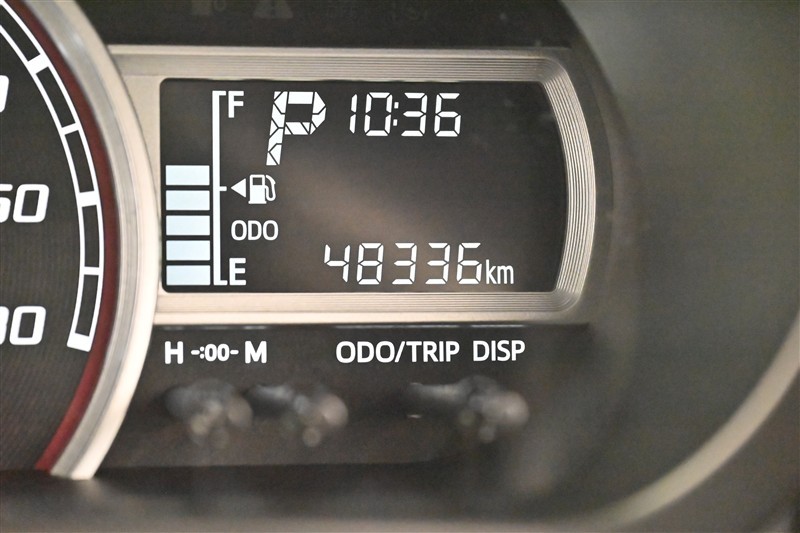 F P 10:36
ODO
E 48336km
H -:00- M ODO/TRIP DISP